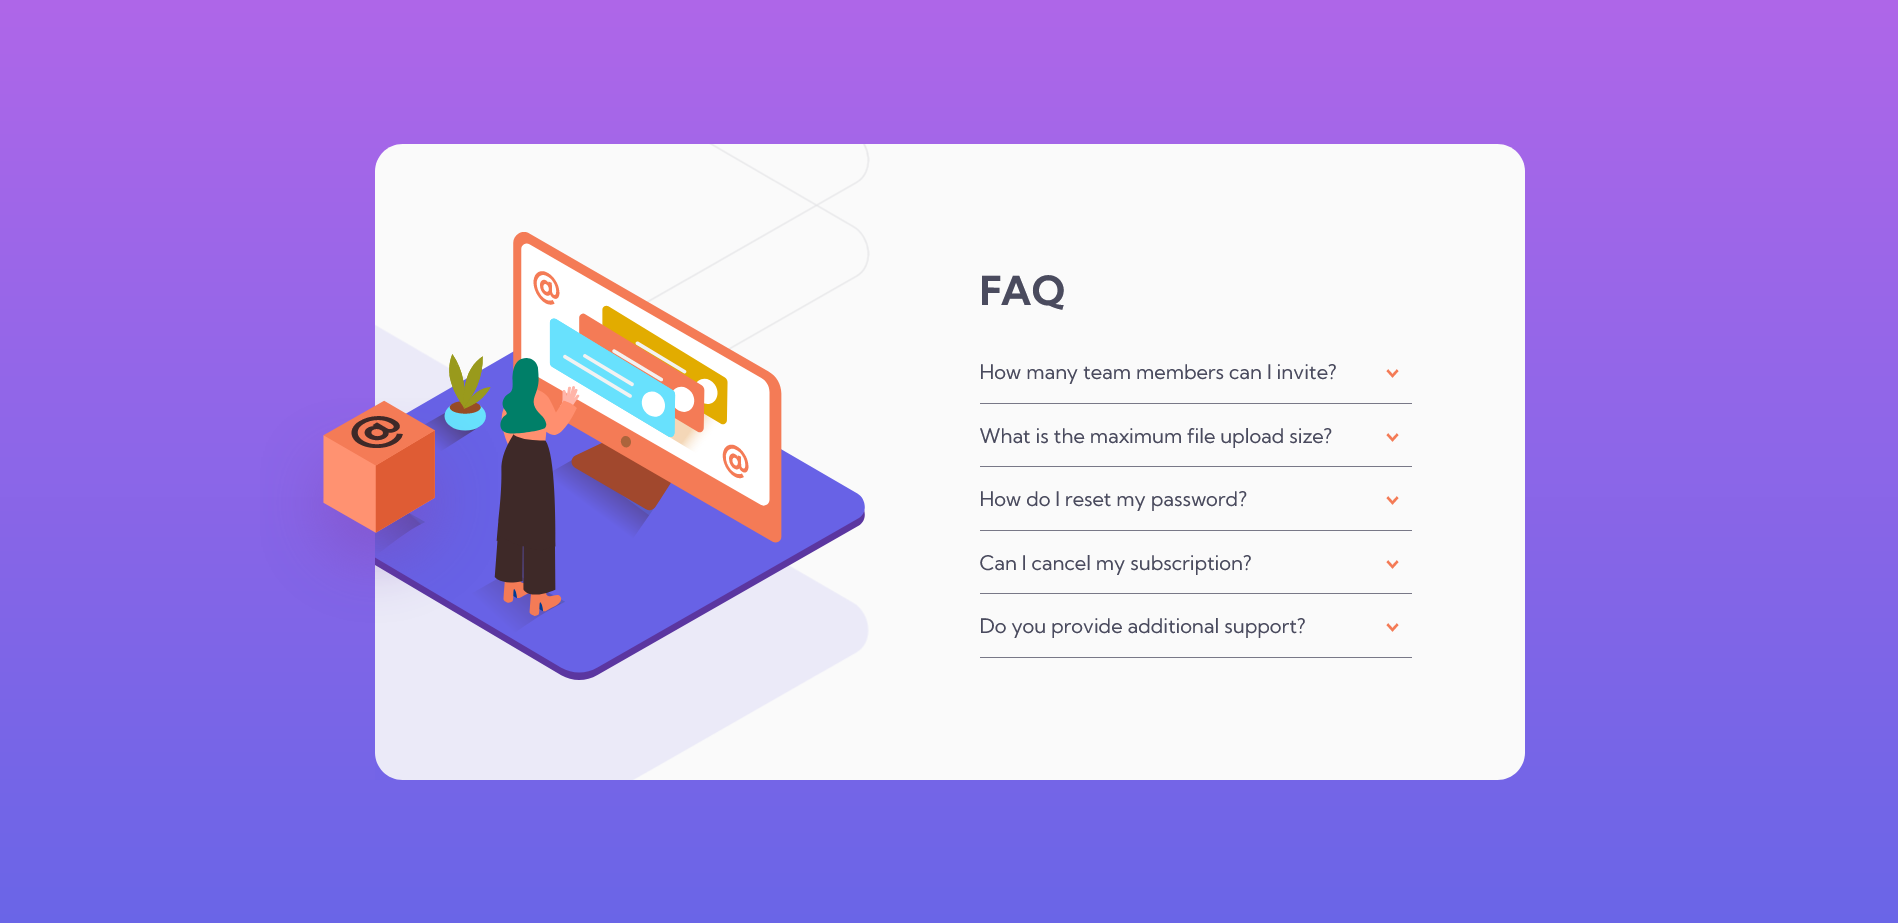 @
@
@
FAQ
How many team members can I invite?
What is the maximum file upload size?
How do I reset my password?
Can I cancel my subscription?
Do you provide additional support?